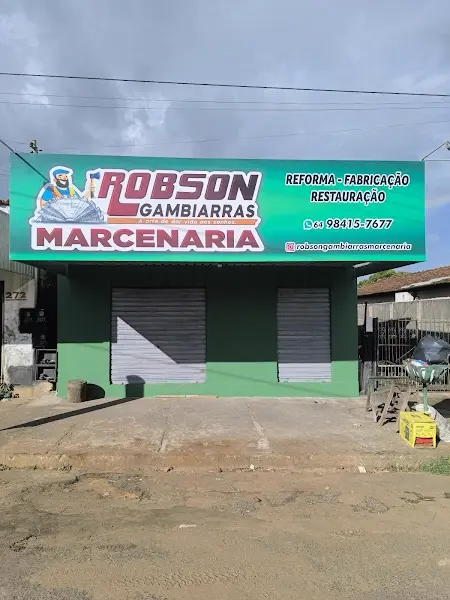 ROBSON
GAMBIARRAS
A arte de dar vida aos sonhos.
MARCENARIA
REFORMA - FABRICAÇÃO
RESTAURAÇÃO
64 98415-7677
robsongambiarrasmarcenaria
272